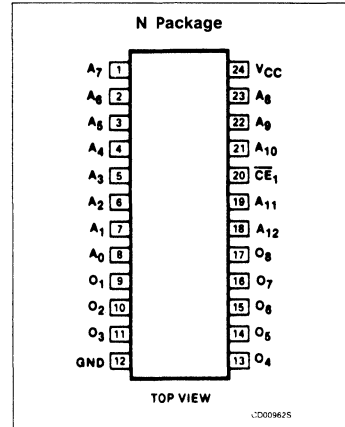 N Package
A7 1 24 VCC
A6 2 23 A8
A5 3 22 A9
A4 4 21 A10
A3 5 20 CE1
A2 6 19 A11
A1 7 18 A12
A0 8 17 O8
O1 9 16 O7
O2 10 15 O6
O3 11 14 O5
GND 12 13 O4
TOP VIEW
CD00962S